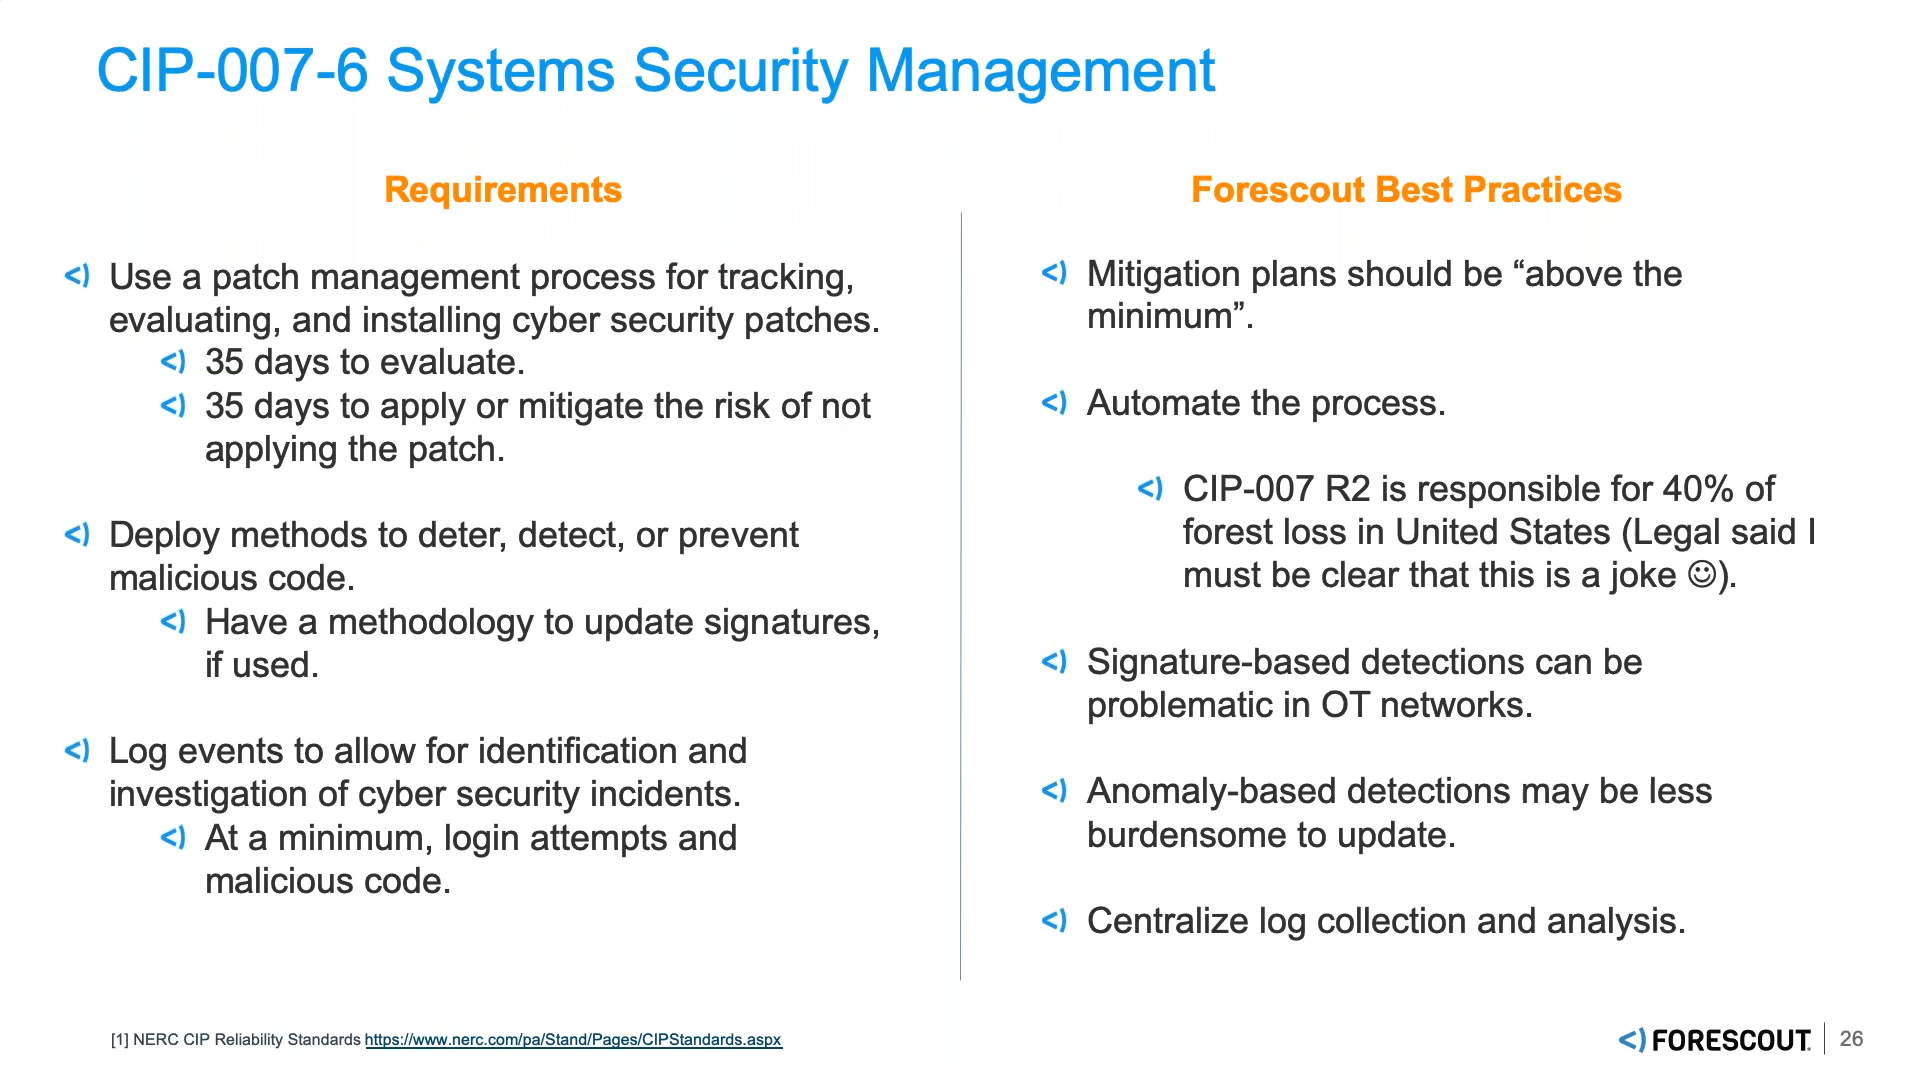 CIP-007-6 Systems Security Management
Requirements
Use a patch management process for tracking,
evaluating, and installing cyber security patches.
35 days to evaluate.
35 days to apply or mitigate the risk of not
applying the patch.
Deploy methods to deter, detect, or prevent
malicious code.
Have a methodology to update signatures,
if used.
Log events to allow for identification and
investigation of cyber security incidents.
At a minimum, login attempts and
malicious code.
Forescout Best Practices
Mitigation plans should be “above the
minimum”.
Automate the process.
CIP-007 R2 is responsible for 40% of
forest loss in United States (Legal said I
must be clear that this is a joke ☺).
Signature-based detections can be
problematic in OT networks.
Anomaly-based detections may be less
burdensome to update.
Centralize log collection and analysis.
[1] NERC CIP Reliability Standards https://www.nerc.com/pa/Stand/Pages/CIPStandards.aspx
FORESCOUT. 26